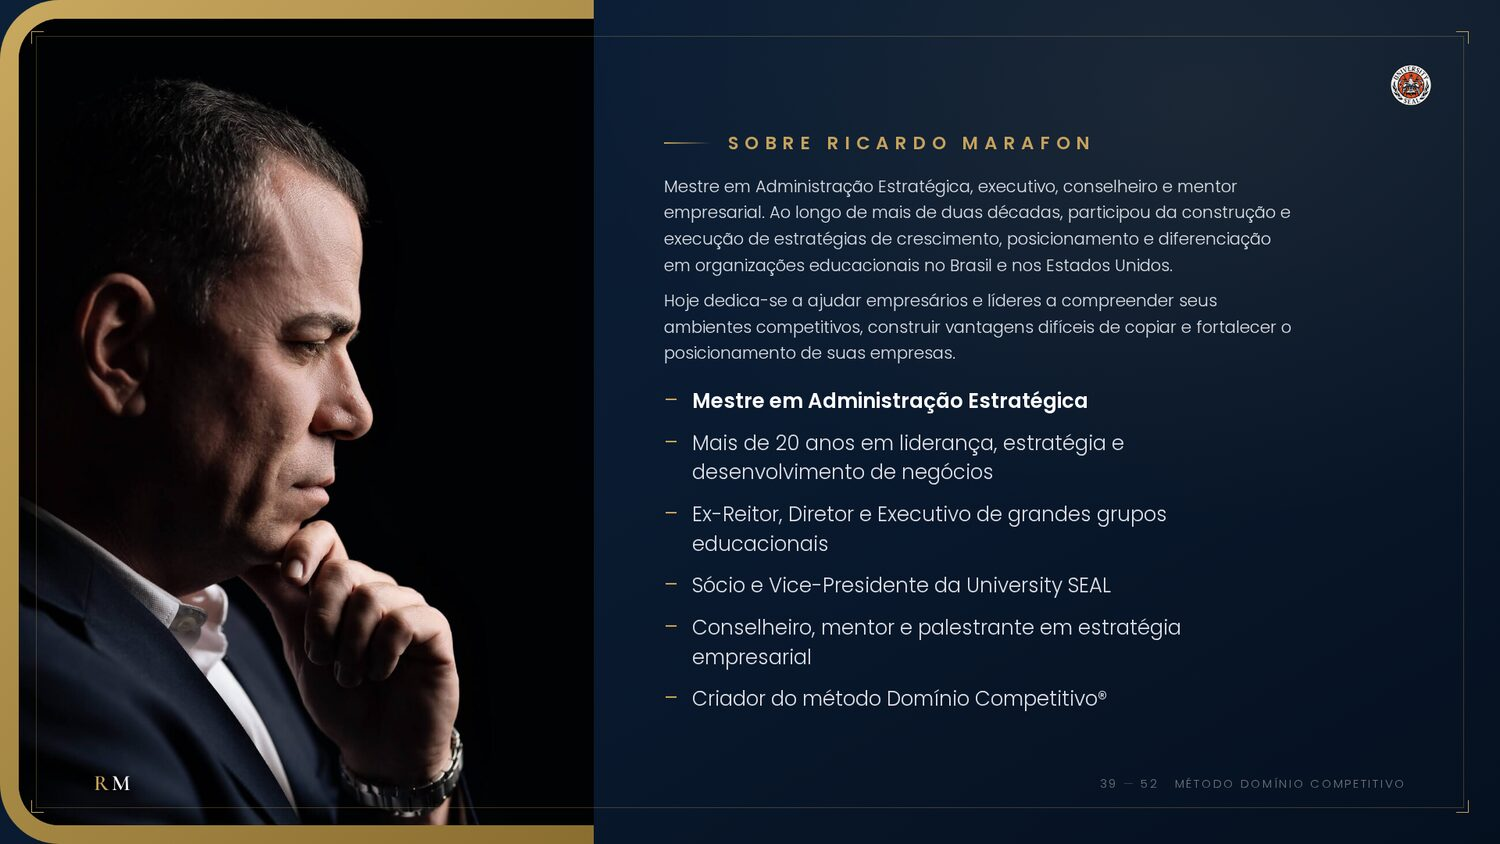 UNIVERSITY
SEAL
SOBRE RICARDO MARAFON
Mestre em Administração Estratégica, executivo, conselheiro e mentor
empresarial. Ao longo de mais de duas décadas, participou da construção e
execução de estratégias de crescimento, posicionamento e diferenciação
em organizações educacionais no Brasil e nos Estados Unidos.
Hoje dedica-se a ajudar empresários e líderes a compreender seus
ambientes competitivos, construir vantagens difíceis de copiar e fortalecer o
posicionamento de suas empresas.
– Mestre em Administração Estratégica
– Mais de 20 anos em liderança, estratégia e
desenvolvimento de negócios
– Ex-Reitor, Diretor e Executivo de grandes grupos
educacionais
– Sócio e Vice-Presidente da University SEAL
– Conselheiro, mentor e palestrante em estratégia
empresarial
– Criador do método Domínio Competitivo®
RM
39 — 52 MÉTODO DOMÍNIO COMPETITIVO